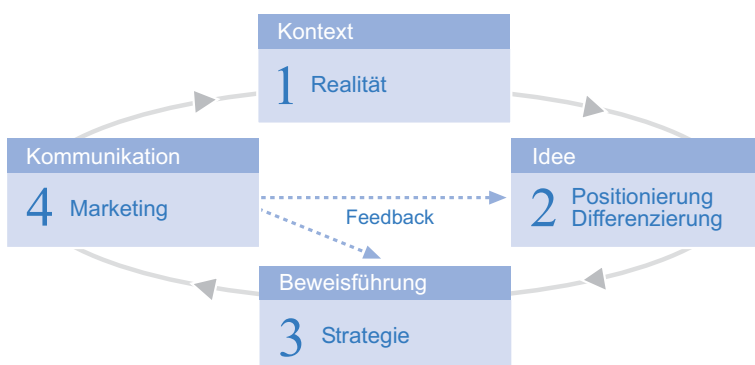 Kontext
1 Realität
Kommunikation
4 Marketing
Idee
2 Positionierung
Differenzierung
Feedback
Beweisführung
3 Strategie